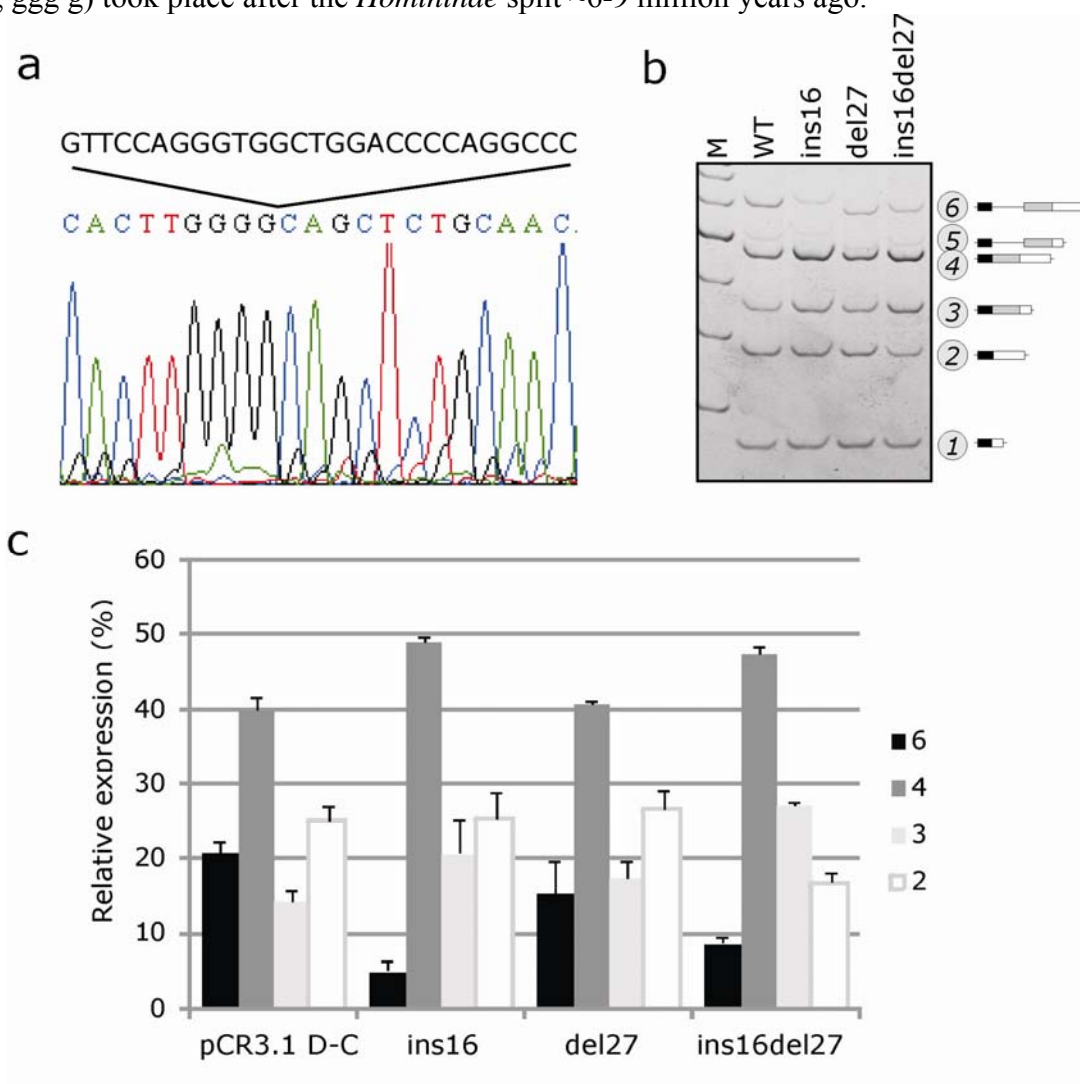 ggg g) took place after the Homininae split ~6-9 million years ago.
a
GTTCCAGGGTGGCTGGACCCCAGGCCC
CACTTGGGGCAGCTCTGCAAC.
b
M WT ins16 del27 ins16del27
6
5
4
3
2
1
c
Relative expression (%)
60
50
40
30
20
10
0
pCR3.1 D-C ins16 del27 ins16del27
6
4
3
2